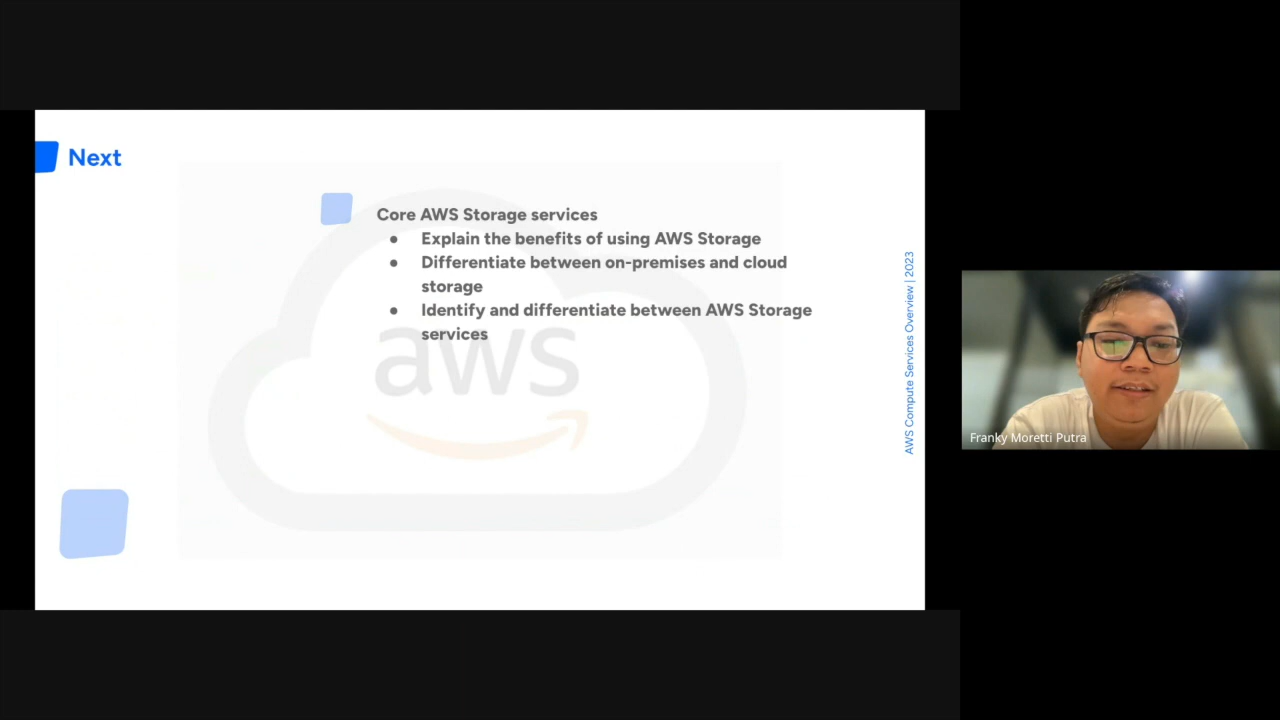 Next
Core AWS Storage services
● Explain the benefits of using AWS Storage
● Differentiate between on-premises and cloud
storage
● Identify and differentiate between AWS Storage
services
aws
AWS Compute Services Overview | 2023
Franky Moretti Putra